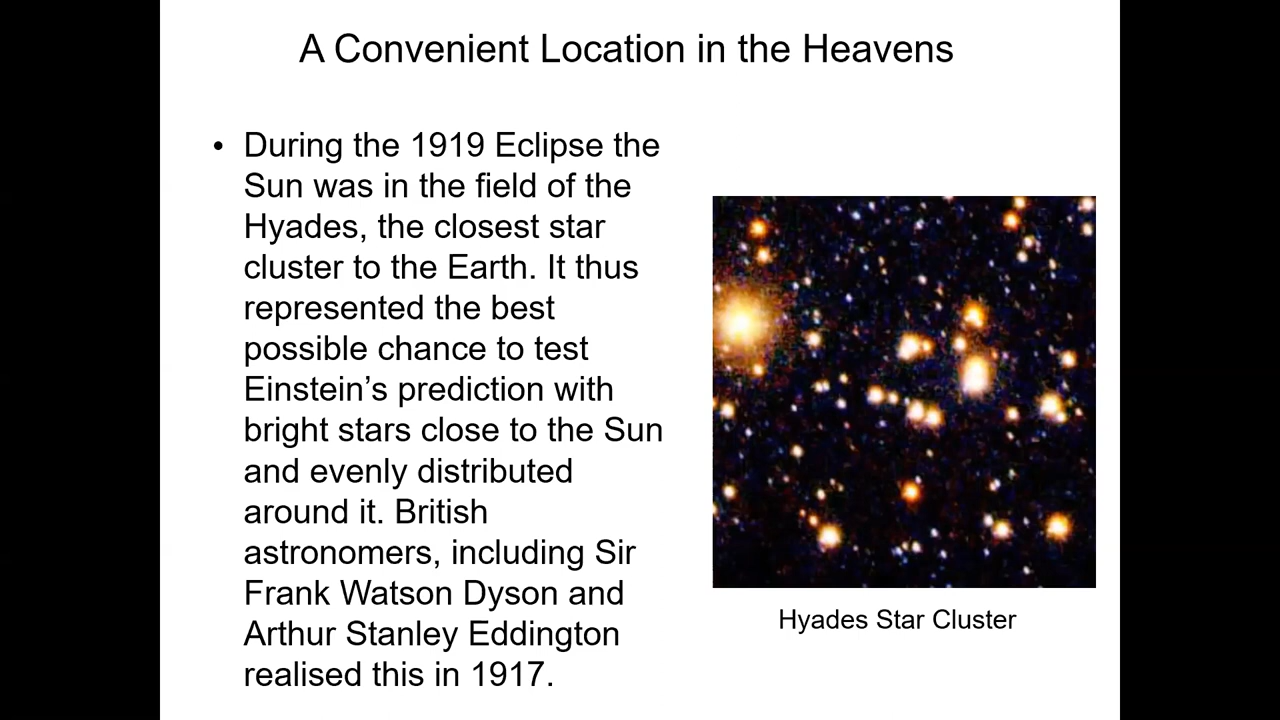 A Convenient Location in the Heavens
• During the 1919 Eclipse the
Sun was in the field of the
Hyades, the closest star
cluster to the Earth. It thus
represented the best
possible chance to test
Einstein’s prediction with
bright stars close to the Sun
and evenly distributed
around it. British
astronomers, including Sir
Frank Watson Dyson and
Arthur Stanley Eddington
realised this in 1917.
Hyades Star Cluster